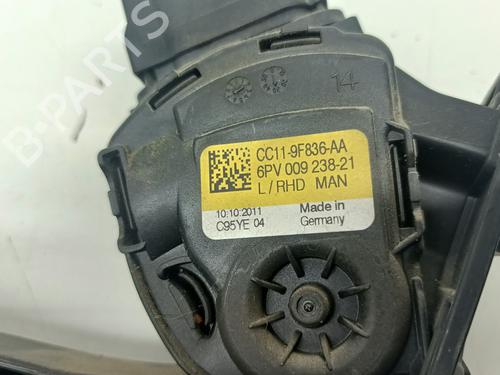 B-PARTS
14
CC11-9F836-AA
6PV 009 238-21
L/RHD MAN
10:10:2011 Made in
C95YE 04 Germany